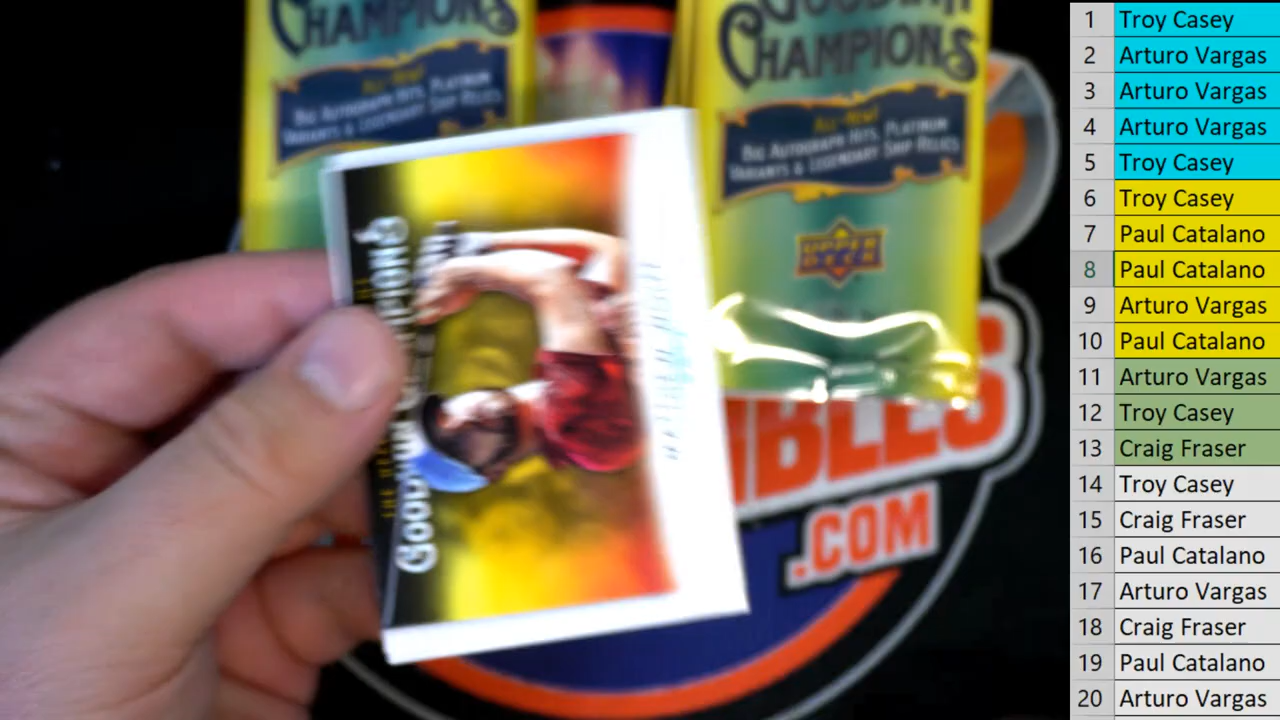 CHAMPIONS
ALL-NEW!
BIG AUTOGRAPH HITS, PLATINUM
VARIANTS & LEGENDARY SHIP RELICS
GOODWIN
CHAMPIONS
ALL-NEW!
BIG AUTOGRAPH HITS, PLATINUM
VARIANTS & LEGENDARY SHIP RELICS
UPPER
DECK
GOODWIN CHAMPIONS
IBLES
.COM
1 Troy Casey
2 Arturo Vargas
3 Arturo Vargas
4 Arturo Vargas
5 Troy Casey
6 Troy Casey
7 Paul Catalano
8 Paul Catalano
9 Arturo Vargas
10 Paul Catalano
11 Arturo Vargas
12 Troy Casey
13 Craig Fraser
14 Troy Casey
15 Craig Fraser
16 Paul Catalano
17 Arturo Vargas
18 Craig Fraser
19 Paul Catalano
20 Arturo Vargas